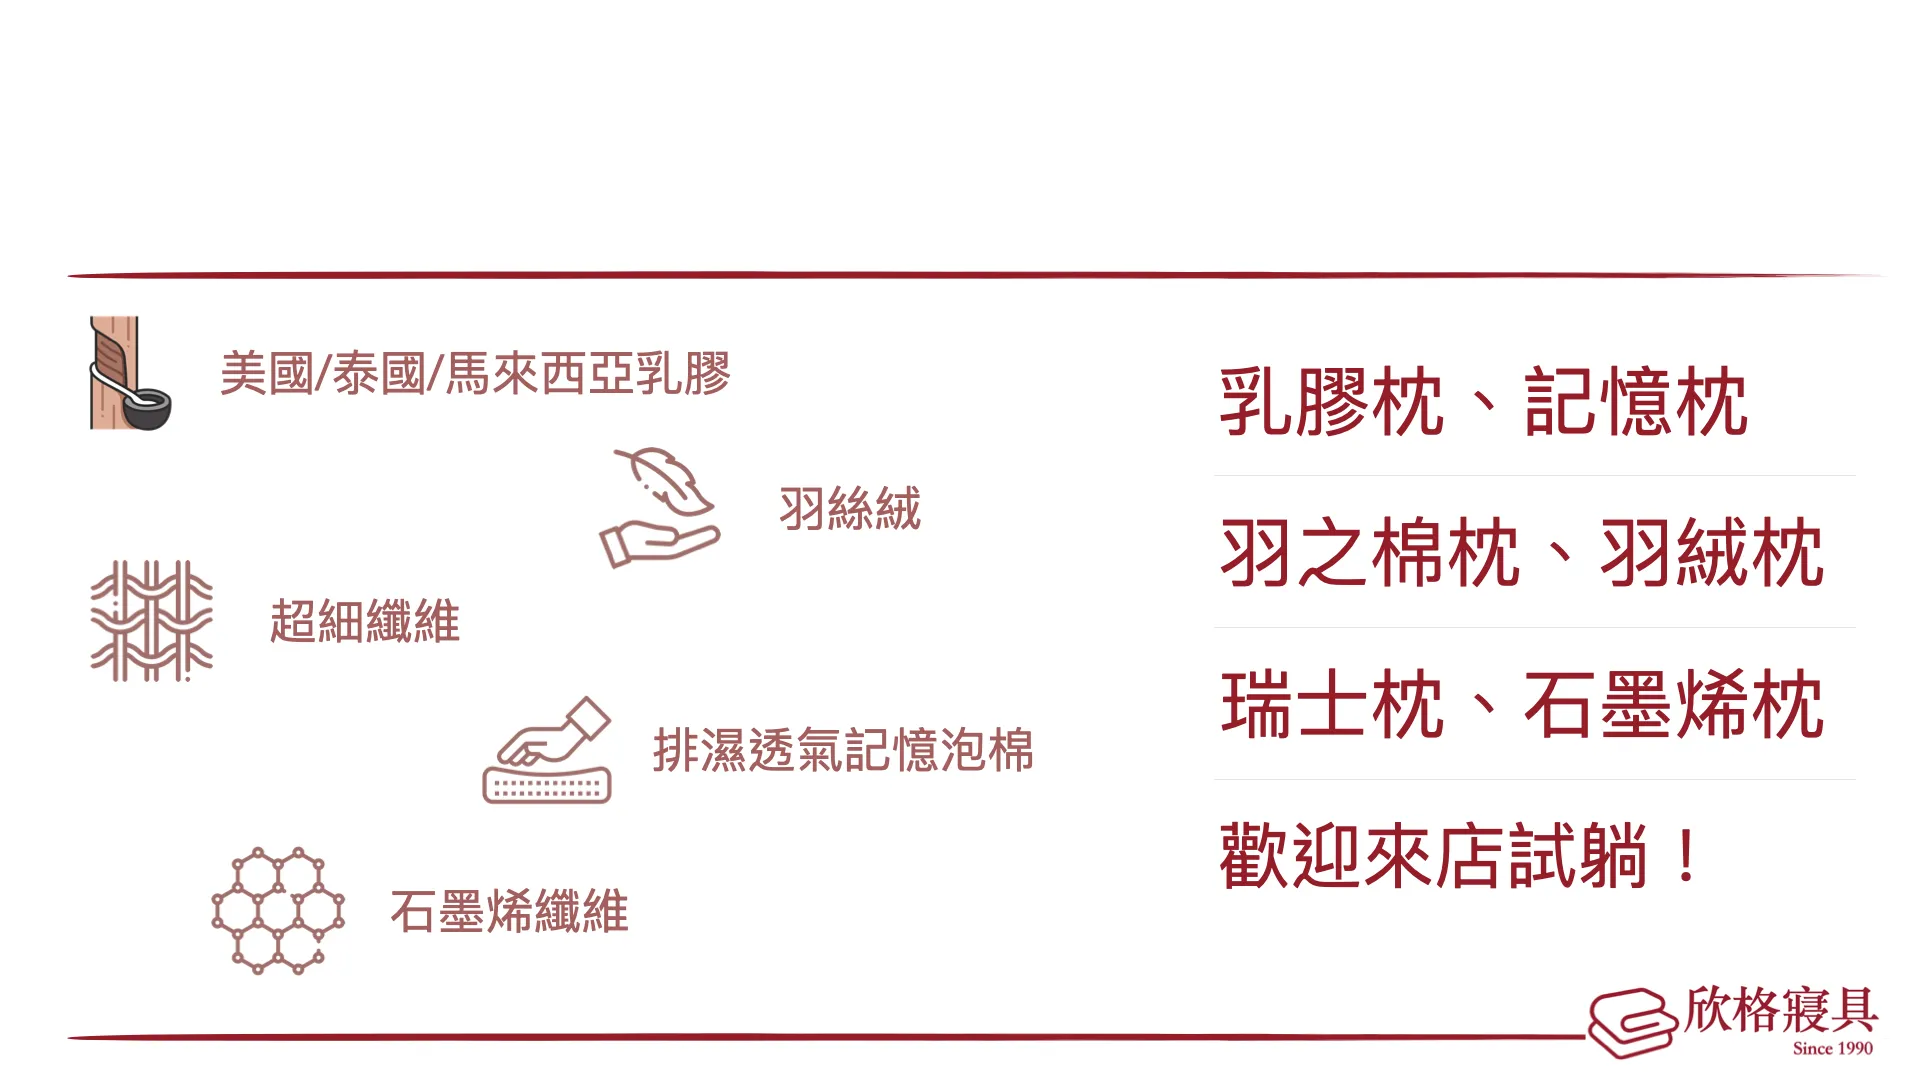 美國/泰國/馬來西亞乳膠
羽絲絨
超細纖維
排濕透氣記憶泡棉
石墨烯纖維
乳膠枕、記憶枕
羽之棉枕、羽絨枕
瑞士枕、石墨烯枕
歡迎來店試躺！
欣格寢具
Since 1990